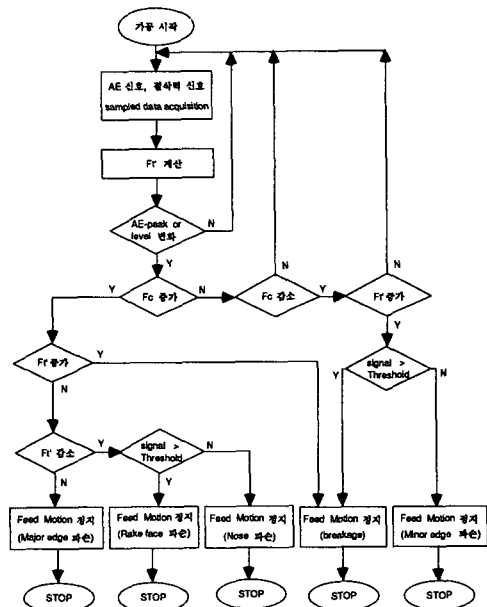 가공 시작
AE 신호, 절삭력 신호
sampled data acquisition
Ft' 계산
AE-peak or
level 변화
N
Y
Y
Fc 증가
N
Fc 감소
N
Y
Ft' 증가
N
Y
Ft' 증가
Y
N
signal >
Threshold
Y
N
Ft' 감소
Y
N
signal >
Threshold
N
Y
Feed Motion 정지
(Major edge 파손)
Feed Motion 정지
(Rake face 파손)
Feed Motion 정지
(Nose 파손)
Feed Motion 정지
(breakage)
Feed Motion 정지
(Minor edge 파손)
STOP
STOP
STOP
STOP
STOP